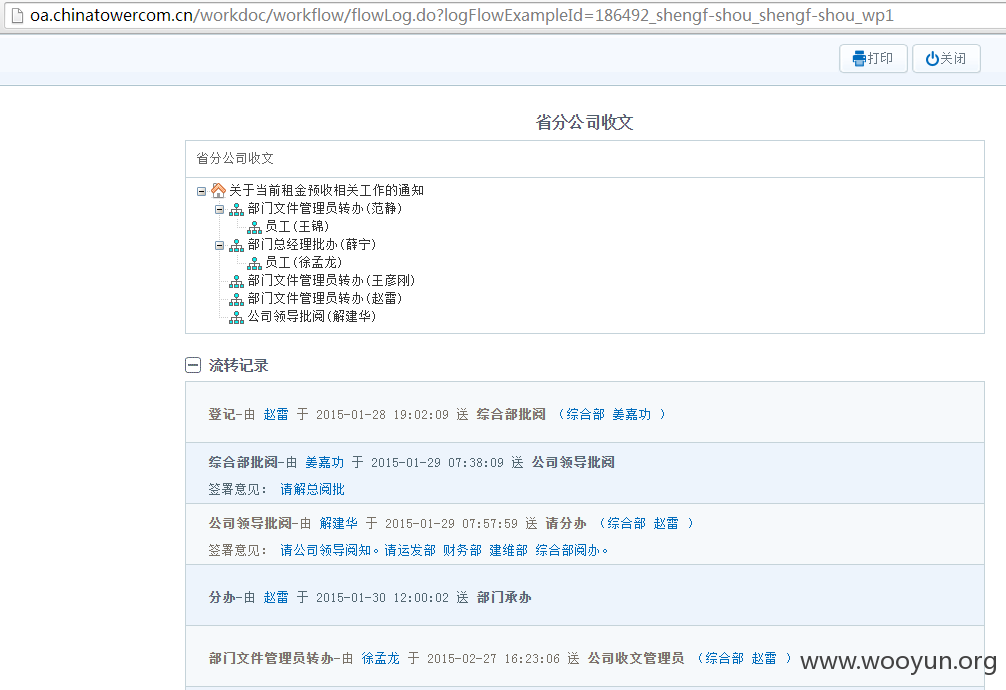 oa.chinatowercom.cn/workdoc/workflow/flowLog.do?logFlowExampleId=186492_shengf-shou_shengf-shou_wp1
打印 关闭
省分公司收文
省分公司收文
关于当前租金预收相关工作的通知
部门文件管理员转办(范静)
员工(王锦)
部门总经理批办(薛宁)
员工(徐孟龙)
部门文件管理员转办(王彦刚)
部门文件管理员转办(赵雷)
公司领导批阅(解建华)
流转记录
登记-由 赵雷 于 2015-01-28 19:02:09 送 综合部批阅 （综合部 姜嘉功 ）
综合部批阅-由 姜嘉功 于 2015-01-29 07:38:09 送 公司领导批阅
签署意见： 请解总阅批
公司领导批阅-由 解建华 于 2015-01-29 07:57:59 送 请分办 （综合部 赵雷 ）
签署意见： 请公司领导阅知。请运发部 财务部 建维部 综合部阅办。
分办-由 赵雷 于 2015-01-30 12:00:02 送 部门承办
部门文件管理员转办-由 徐孟龙 于 2015-02-27 16:23:06 送 公司收文管理员 （综合部 赵雷 ）
www.wooyun.org